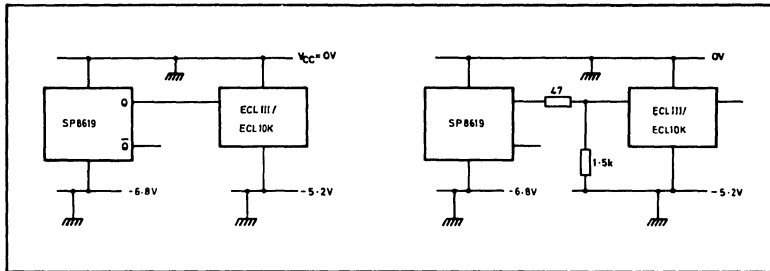 VCC = 0V
Q
SP8619
Q̅
ECL III/
ECL10K
-6·8V
-5·2V
0V
47
SP8619
ECL III/
ECL10K
1·5k
-6·8V
-5·2V